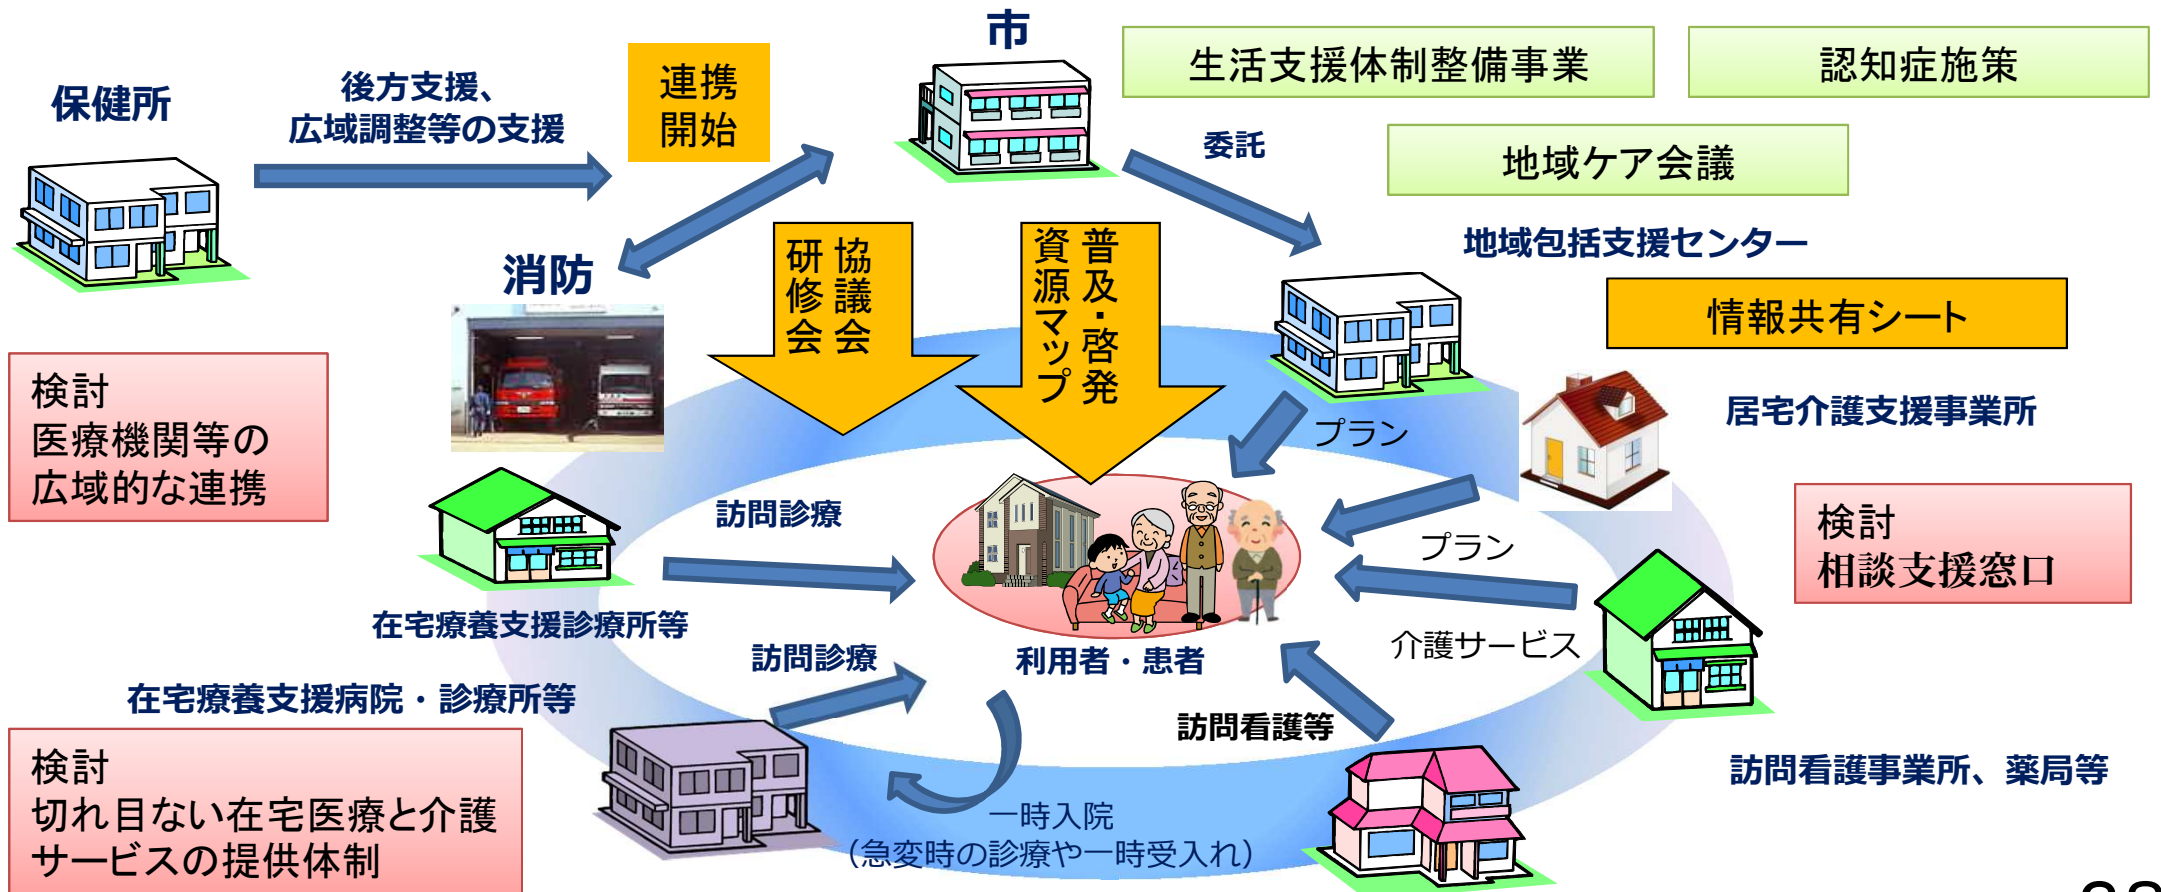 市
生活支援体制整備事業
認知症施策
保健所
後方支援、
広域調整等の支援
連携
開始
委託
地域ケア会議
地域包括支援センター
消防
協議会
研修会
普及・啓発
資源マップ
情報共有シート
検討
医療機関等の
広域的な連携
居宅介護支援事業所
プラン
訪問診療
プラン
検討
相談支援窓口
在宅療養支援診療所等
訪問診療
利用者・患者
介護サービス
在宅療養支援病院・診療所等
訪問看護等
検討
切れ目ない在宅医療と介護
サービスの提供体制
訪問看護事業所、薬局等
一時入院
（急変時の診療や一時受入れ）